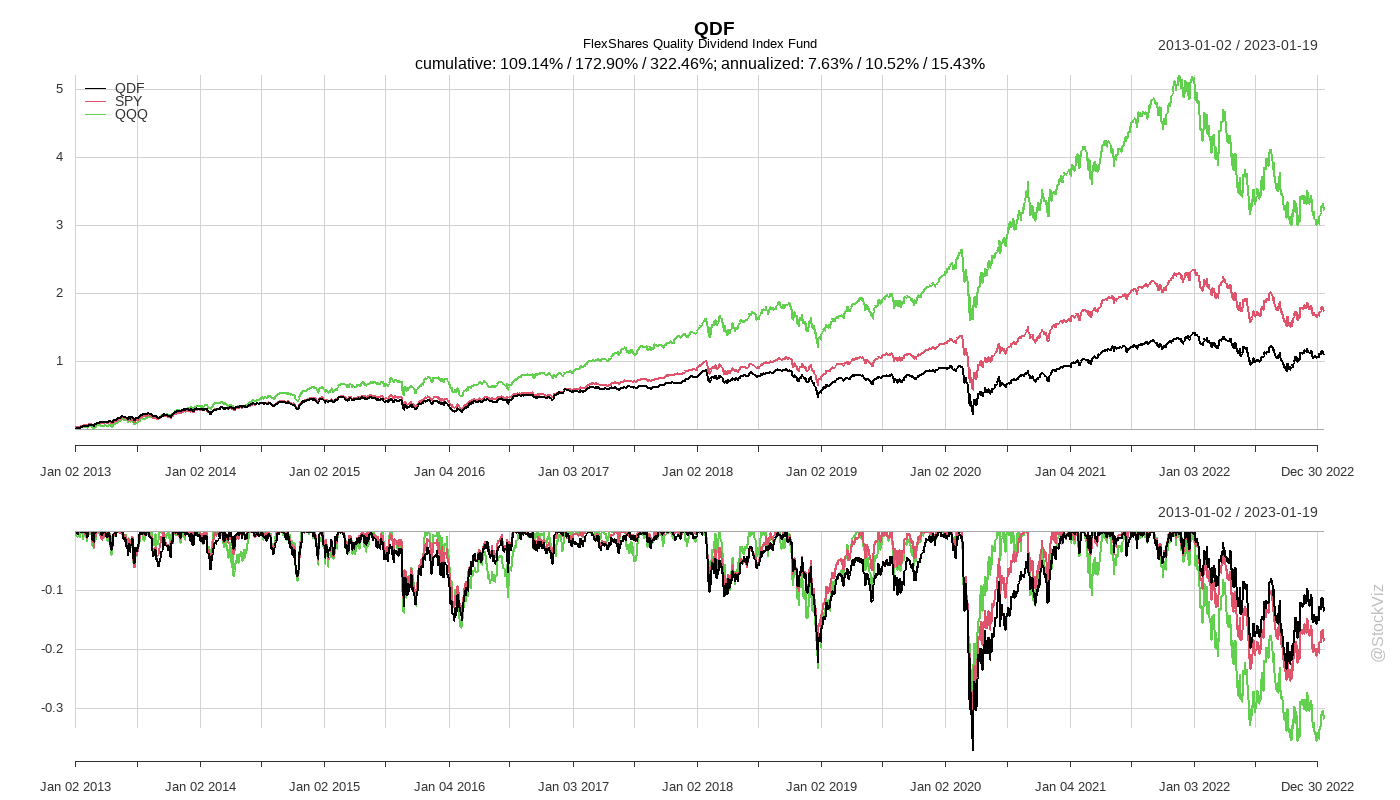 QDF
FlexShares Quality Dividend Index Fund
2013-01-02 / 2023-01-19
cumulative: 109.14% / 172.90% / 322.46%; annualized: 7.63% / 10.52% / 15.43%
QDF
SPY
QQQ
5
4
3
2
1
Jan 02 2013 Jan 02 2014 Jan 02 2015 Jan 04 2016 Jan 03 2017 Jan 02 2018 Jan 02 2019 Jan 02 2020 Jan 04 2021 Jan 03 2022 Dec 30 2022
2013-01-02 / 2023-01-19
-0.1
-0.2
-0.3
Jan 02 2013 Jan 02 2014 Jan 02 2015 Jan 04 2016 Jan 03 2017 Jan 02 2018 Jan 02 2019 Jan 02 2020 Jan 04 2021 Jan 03 2022 Dec 30 2022
@StockViz